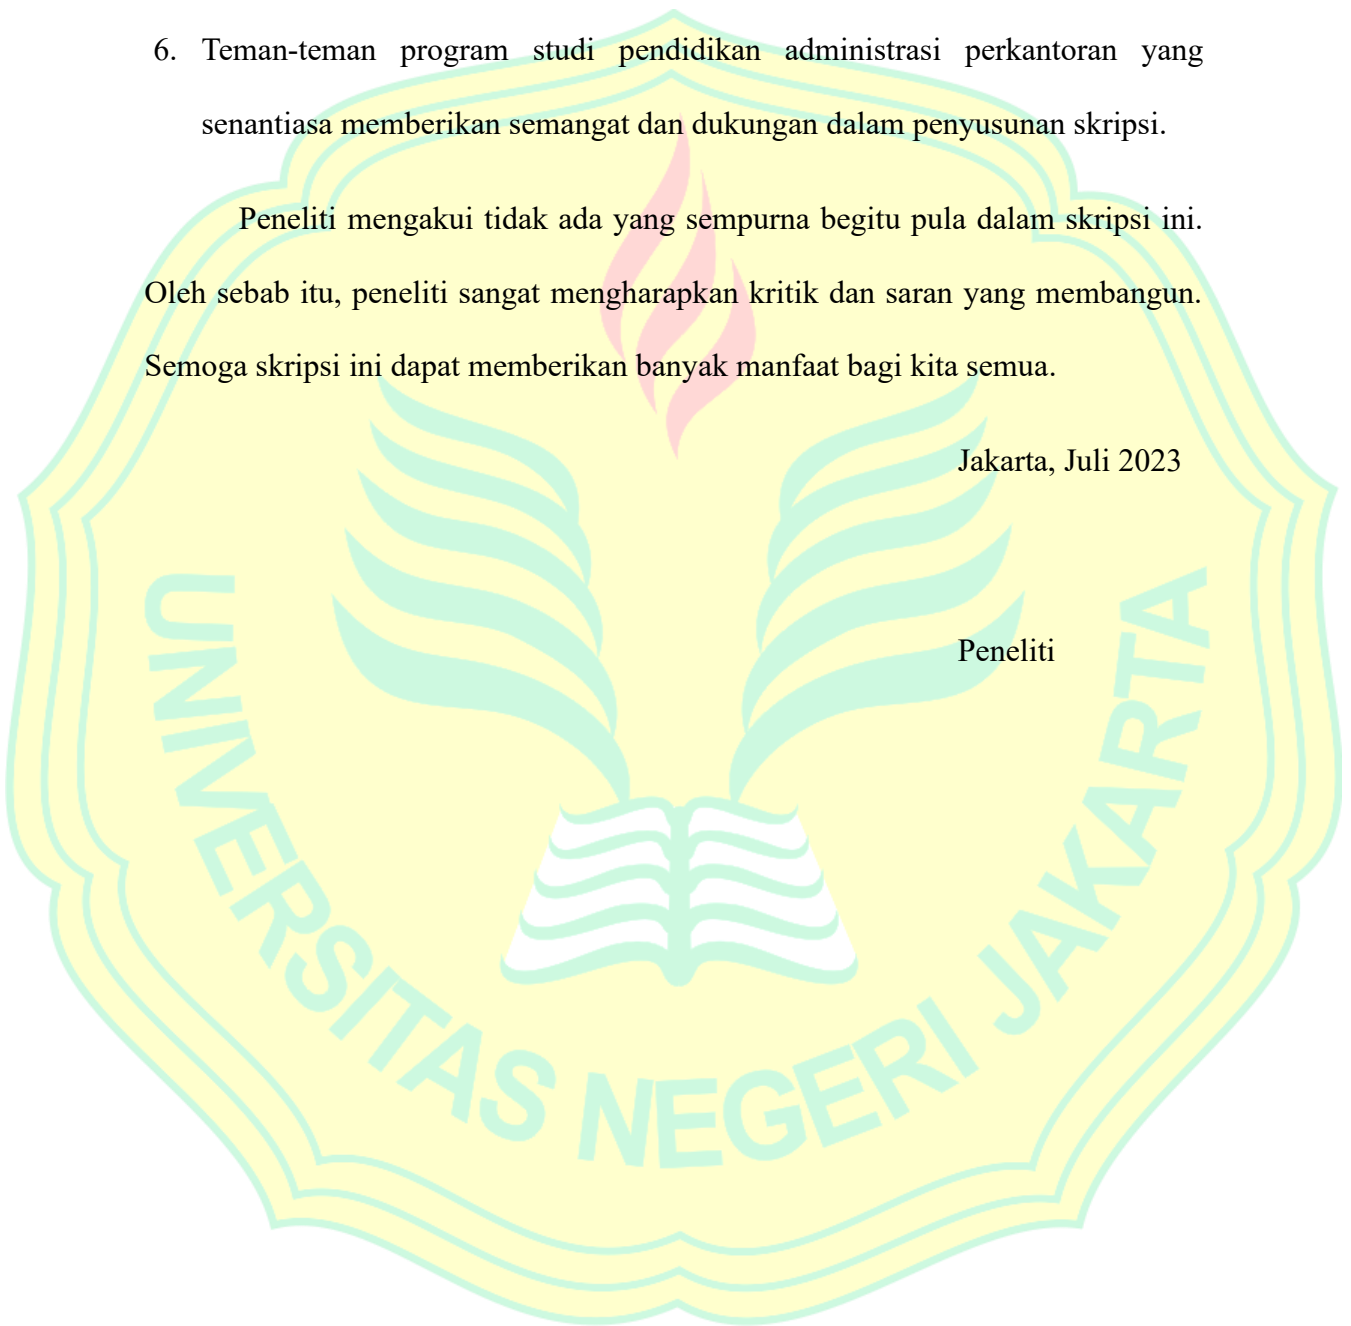 6. Teman-teman program studi pendidikan administrasi perkantoran yang
senantiasa memberikan semangat dan dukungan dalam penyusunan skripsi.
Peneliti mengakui tidak ada yang sempurna begitu pula dalam skripsi ini.
Oleh sebab itu, peneliti sangat mengharapkan kritik dan saran yang membangun.
Semoga skripsi ini dapat memberikan banyak manfaat bagi kita semua.
Jakarta, Juli 2023
Peneliti
UNIVERSITAS NEGERI JAKARTA